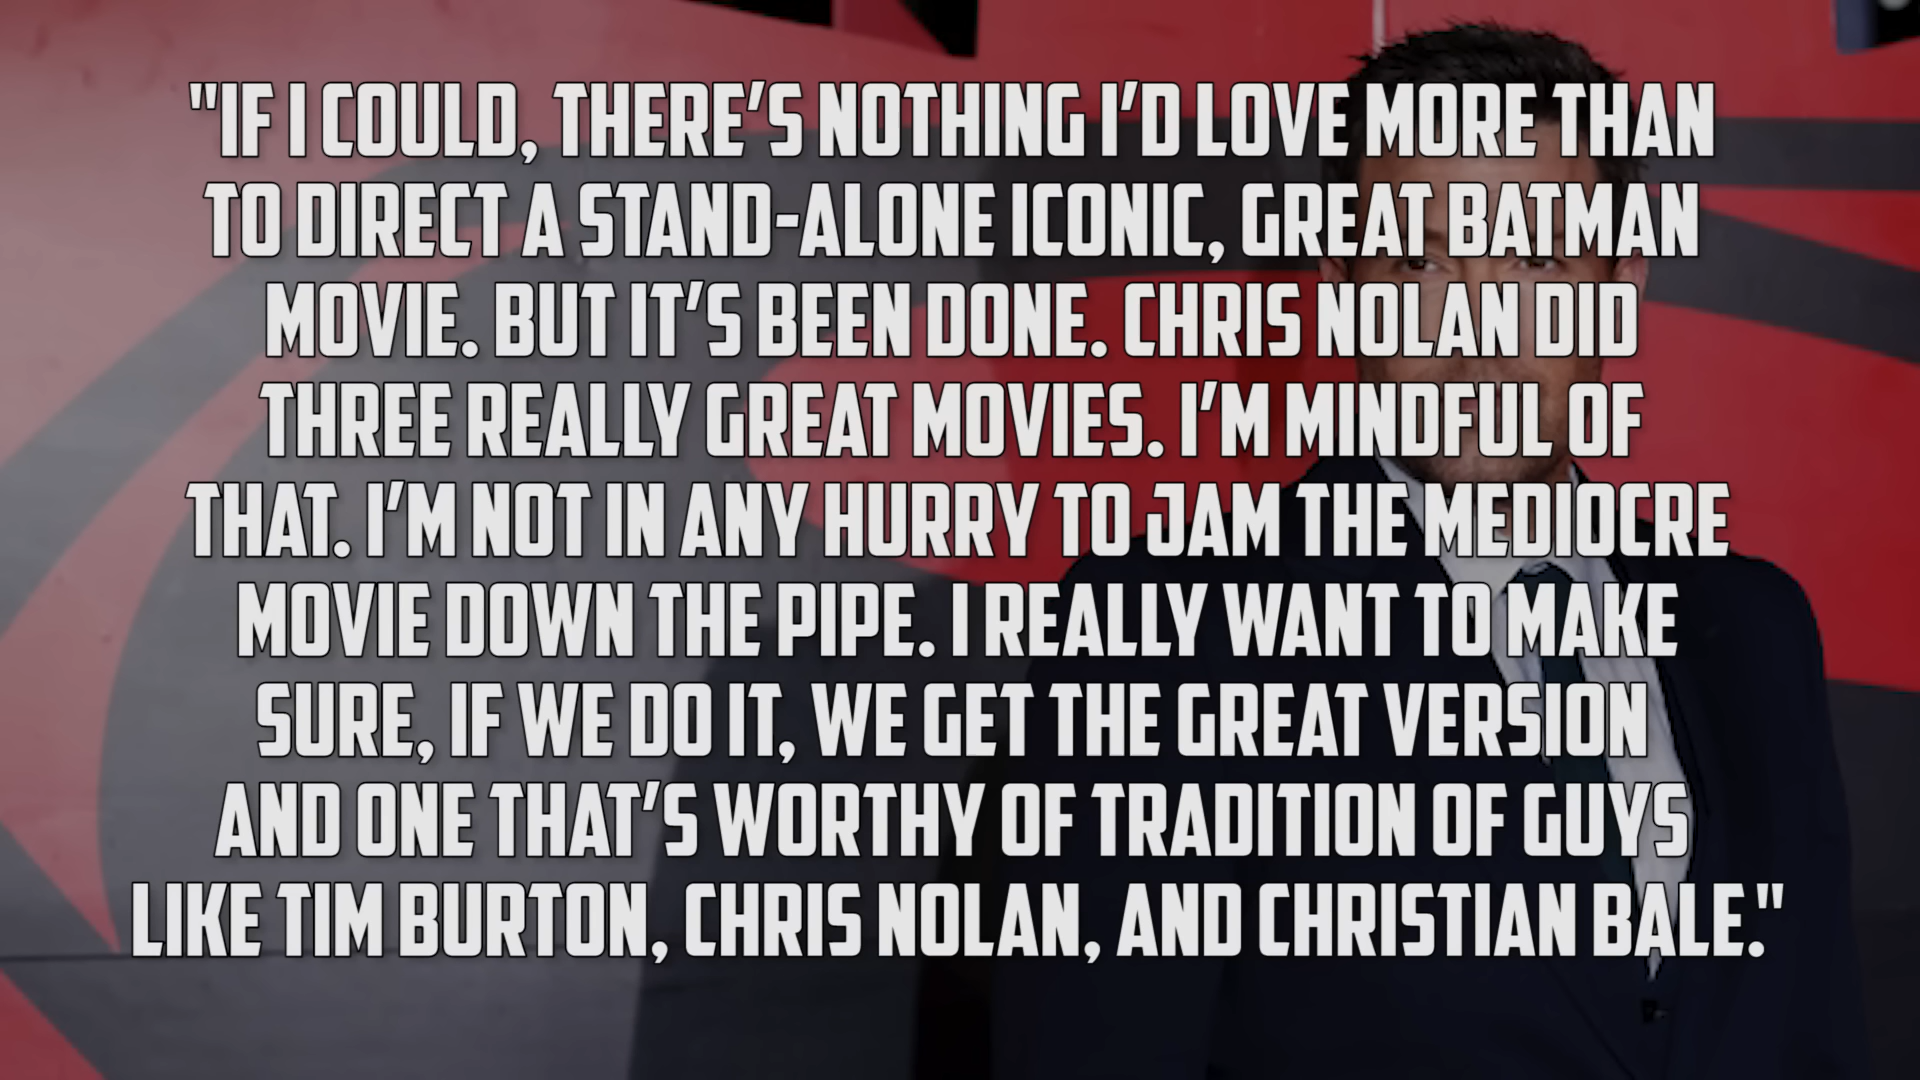 "IF I COULD, THERE'S NOTHING I'D LOVE MORE THAN
TO DIRECT A STAND-ALONE ICONIC, GREAT BATMAN
MOVIE. BUT IT'S BEEN DONE. CHRIS NOLAN DID
THREE REALLY GREAT MOVIES. I'M MINDFUL OF
THAT. I'M NOT IN ANY HURRY TO JAM THE MEDIOCRE
MOVIE DOWN THE PIPE. I REALLY WANT TO MAKE
SURE, IF WE DO IT, WE GET THE GREAT VERSION
AND ONE THAT'S WORTHY OF TRADITION OF GUYS
LIKE TIM BURTON, CHRIS NOLAN, AND CHRISTIAN BALE."